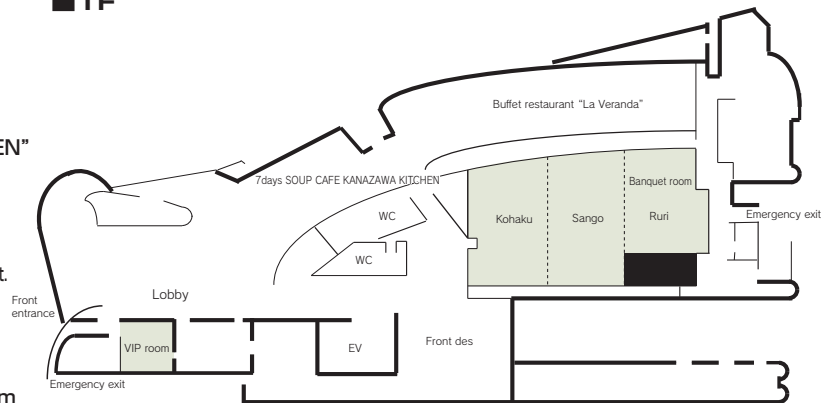 1F
Buffet restaurant “La Veranda”
EN”
7days SOUP CAFE KANAZAWA KITCHEN
Banquet room
WC
Kohaku
Sango
Ruri
Emergency exit
WC
t.
Lobby
Front
entrance
VIP room
EV
Front des
Emergency exit
m